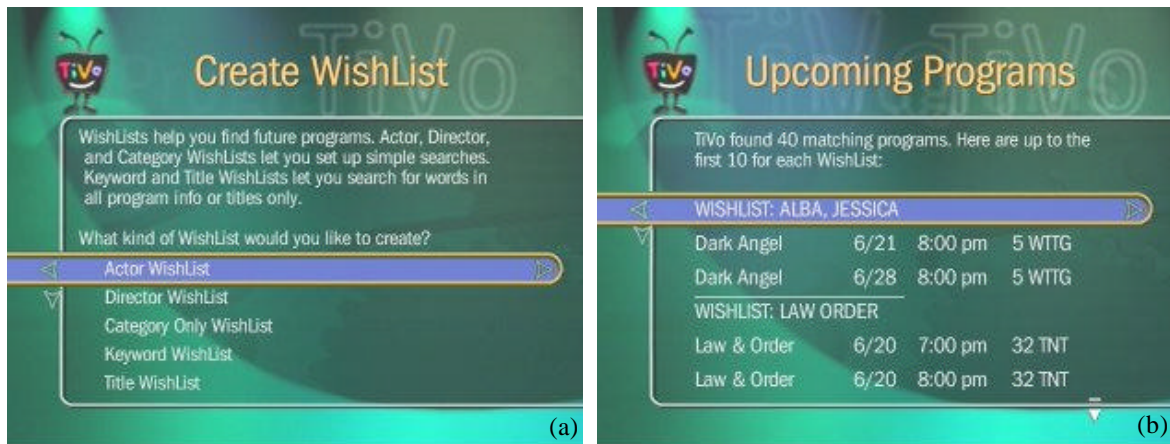 TiVo
Create WishList
WishLists help you find future programs. Actor, Director,
and Category WishLists let you set up simple searches.
Keyword and Title WishLists let you search for words in
all program info or titles only.
What kind of WishList would you like to create?
Actor WishList
Director WishList
Category Only WishList
Keyword WishList
Title WishList
(a)
TiVo
Upcoming Programs
TiVo found 40 matching programs. Here are up to the
first 10 for each WishList:
WISHLIST: ALBA, JESSICA
Dark Angel 6/21 8:00 pm 5 WTTG
Dark Angel 6/28 8:00 pm 5 WTTG
WISHLIST: LAW ORDER
Law & Order 6/20 7:00 pm 32 TNT
Law & Order 6/20 8:00 pm 32 TNT
(b)